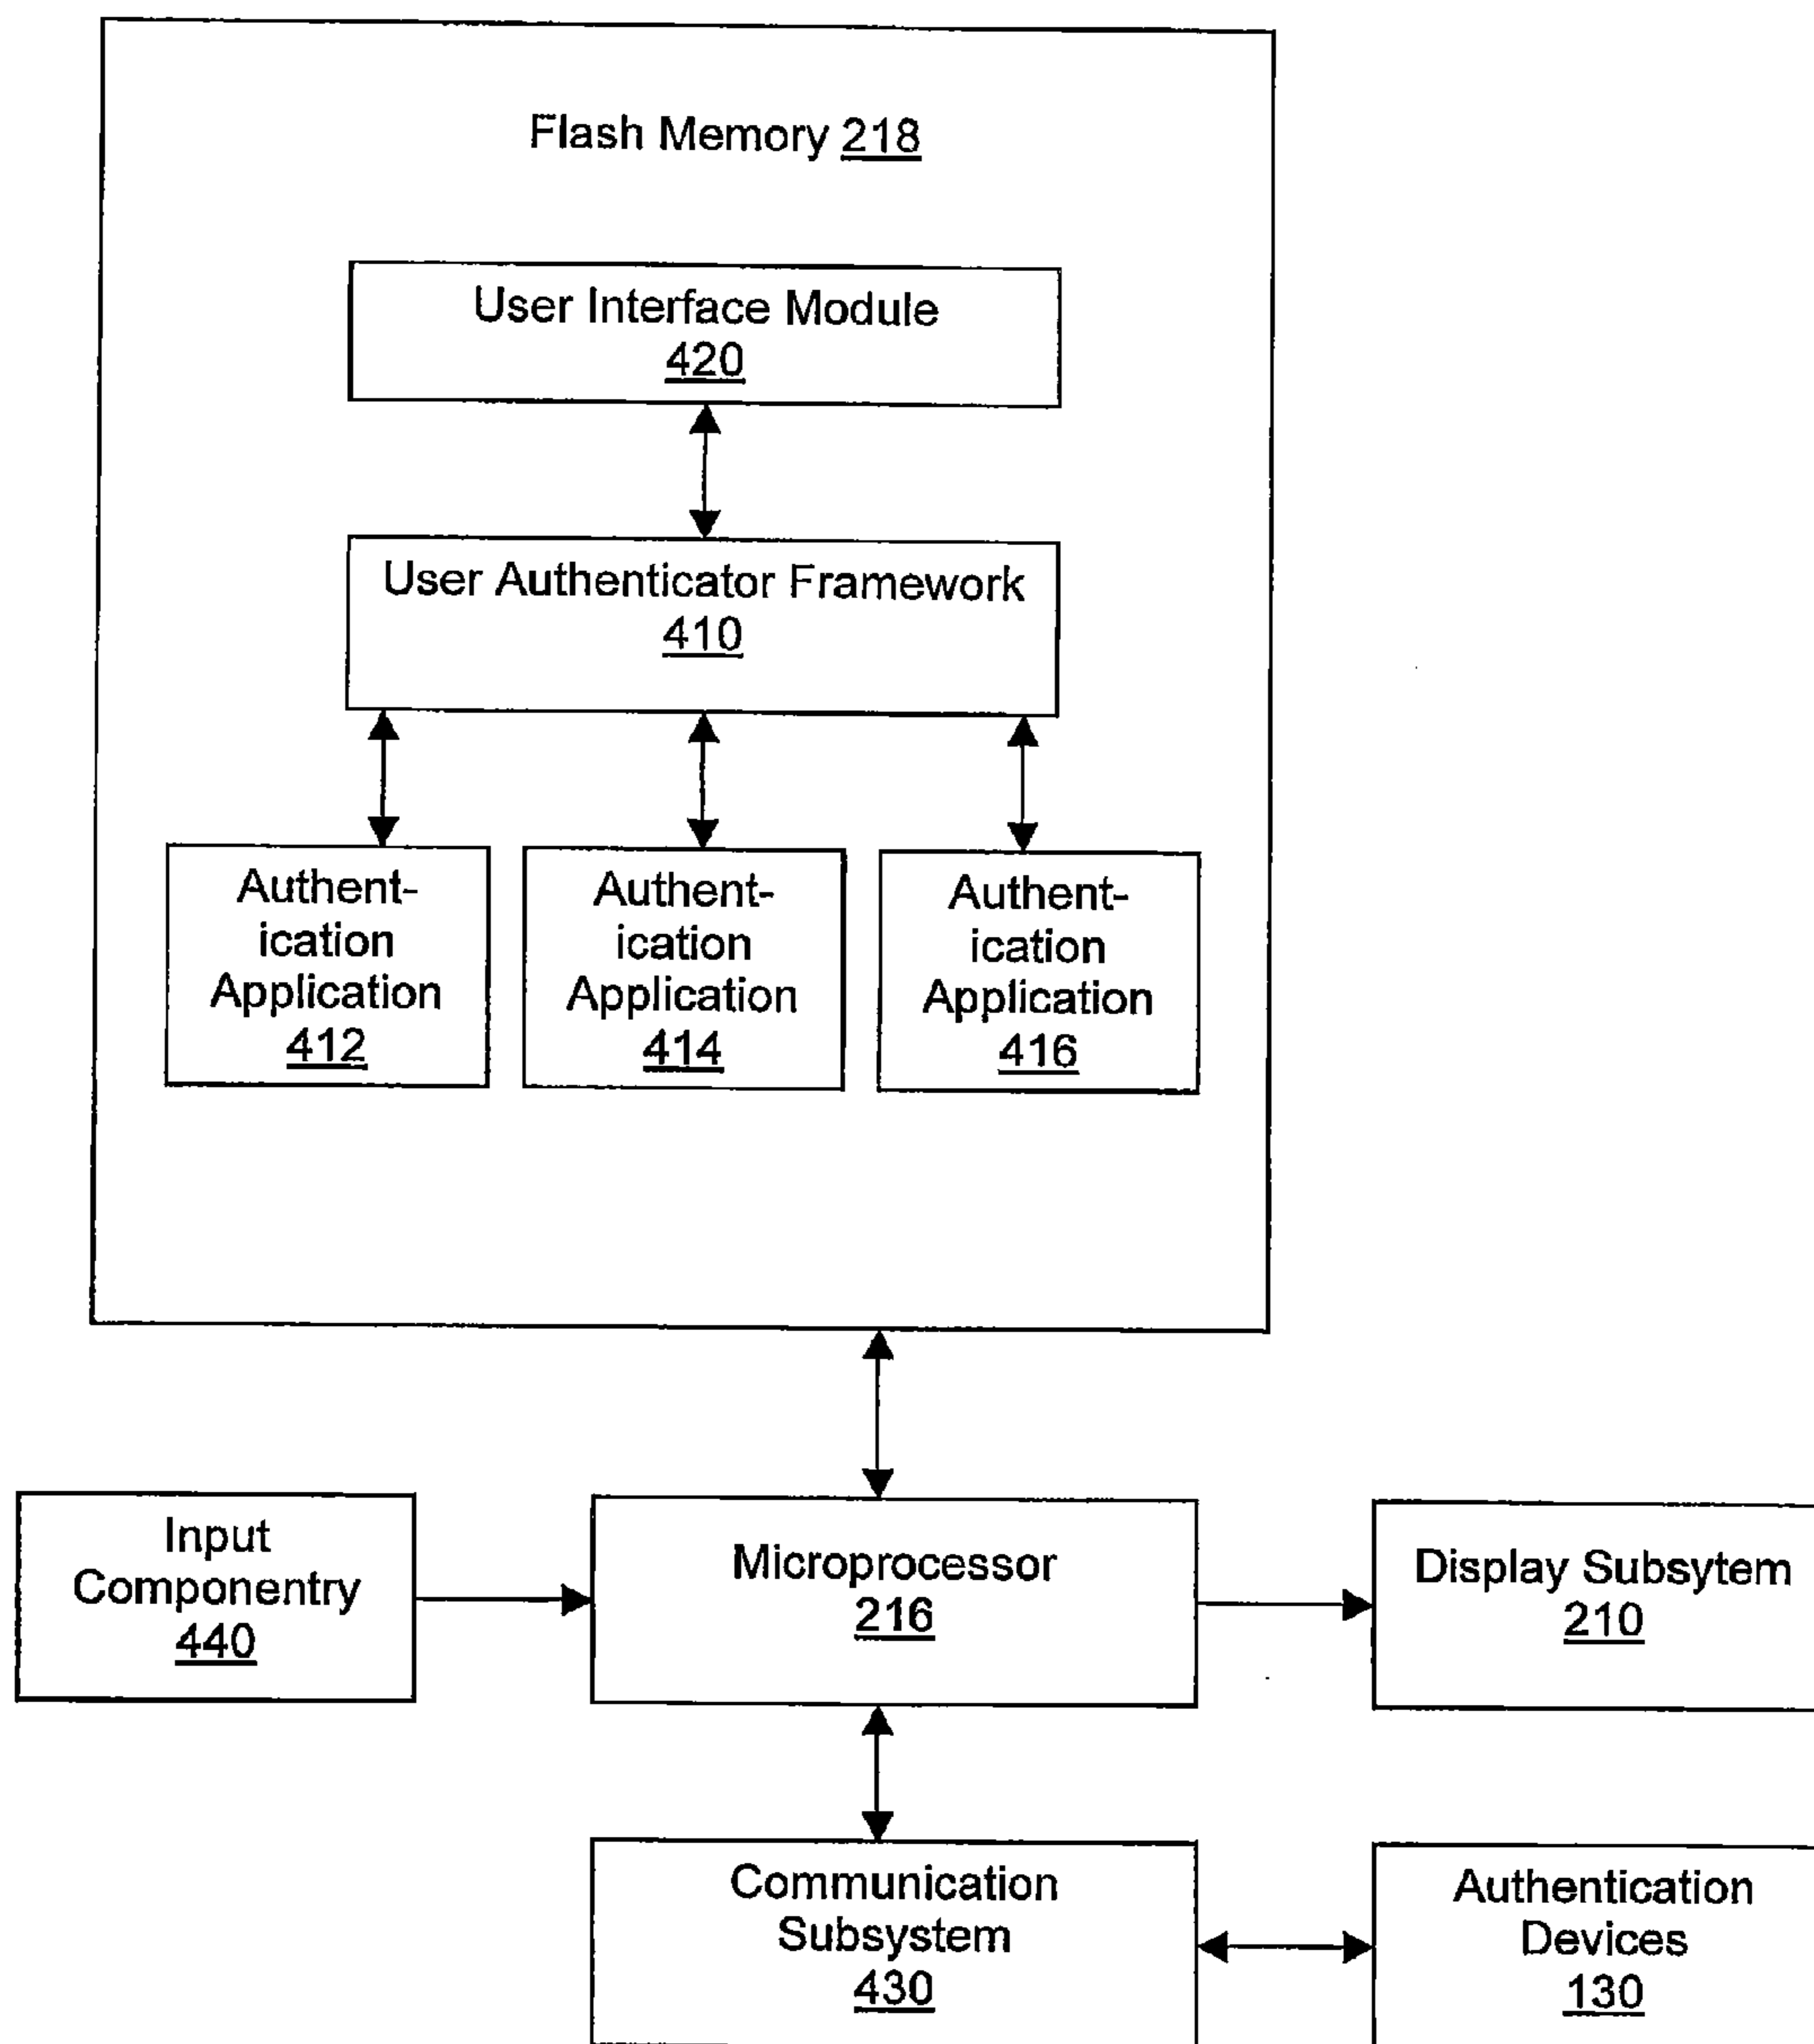 Flash Memory 218
User Interface Module
420
User Authenticator Framework
410
Authent-
ication
Application
412
Authent-
ication
Application
414
Authent-
ication
Application
416
Input
Componentry
440
Microprocessor
216
Display Subsytem
210
Communication
Subsystem
430
Authentication
Devices
130